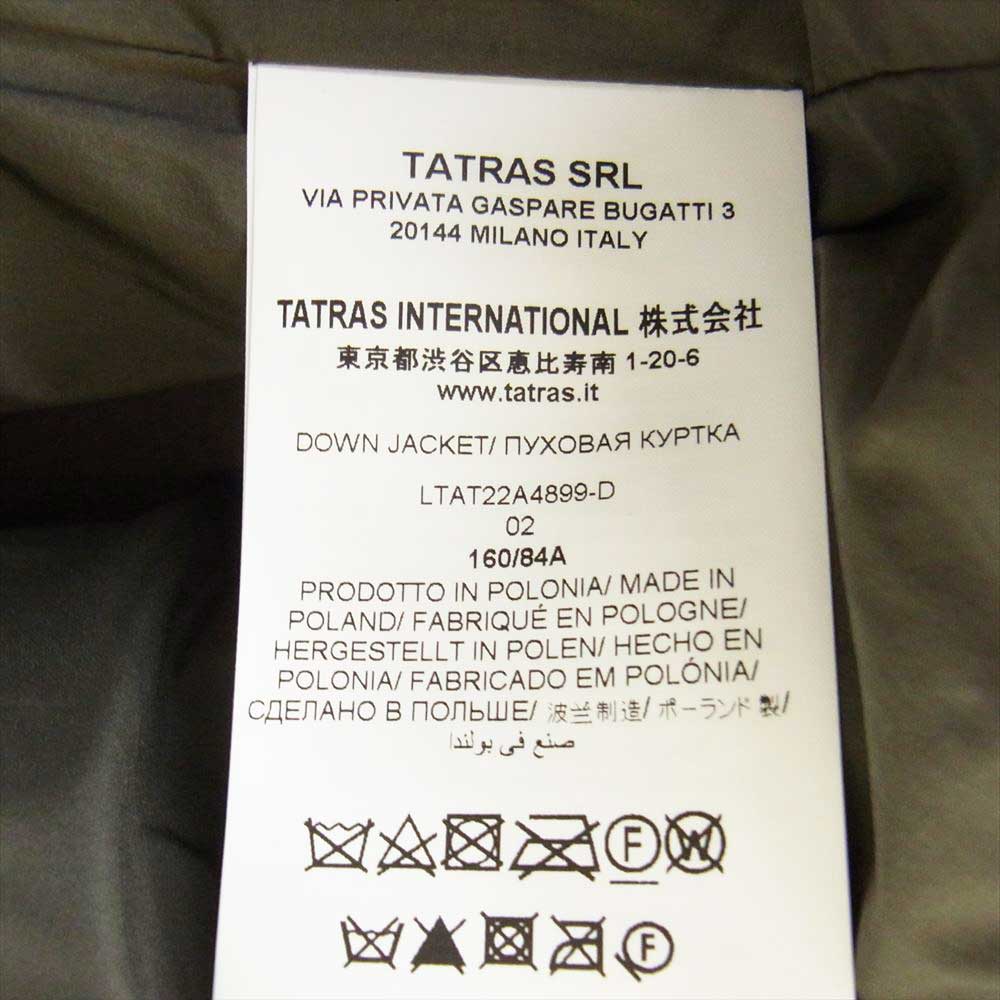 TATRAS SRL
VIA PRIVATA GASPARE BUGATTI 3
20144 MILANO ITALY
TATRAS INTERNATIONAL 株式会社
東京都渋谷区恵比寿南 1-20-6
www.tatras.it
DOWN JACKET/ ПУХОВАЯ КУРТКА
LTAT22A4899-D
02
160/84A
PRODOTTO IN POLONIA/ MADE IN
POLAND/ FABRIQUÉ EN POLOGNE/
HERGESTELLT IN POLEN/ HECHO EN
POLONIA/ FABRICADO EM POLÓNIA/
СДЕЛАНО В ПОЛЬШЕ/ 波兰制造/ ポーランド製/
صنع في بولندا
F W
F